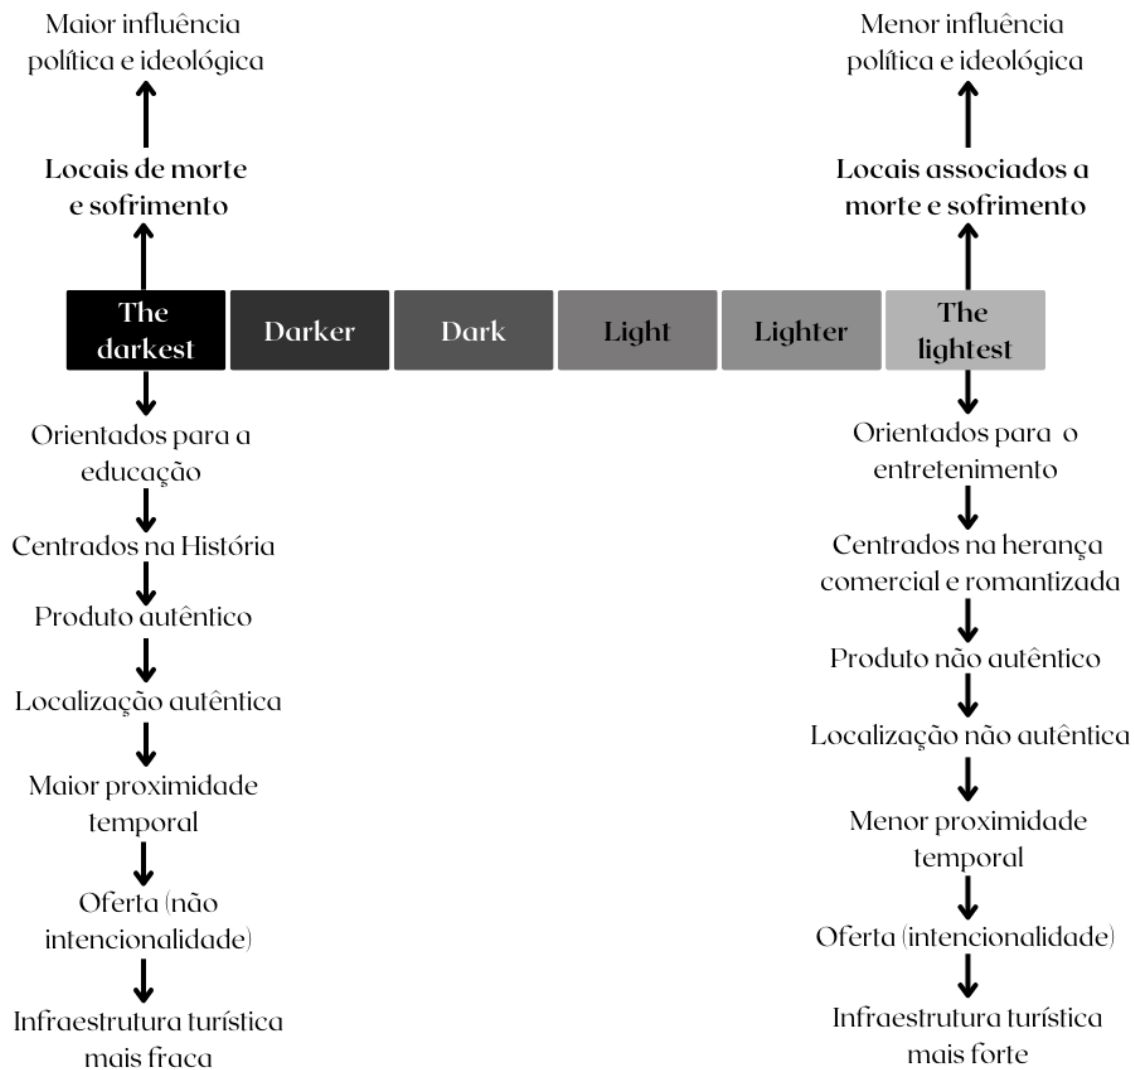 Maior influência
política e ideológica
Menor influência
política e ideológica
Locais de morte
e sofrimento
Locais associados a
morte e sofrimento
The
darkest
Darker
Dark
Light
Lighter
The
lightest
Orientados para a
educação
Centrados na História
Produto autêntico
Localização autêntica
Maior proximidade
temporal
Oferta (não
intencionalidade)
Infraestrutura turística
mais fraca
Orientados para o
entretenimento
Centrados na herança
comercial e romantizada
Produto não autêntico
Localização não autêntica
Menor proximidade
temporal
Oferta (intencionalidade)
Infraestrutura turística
mais forte